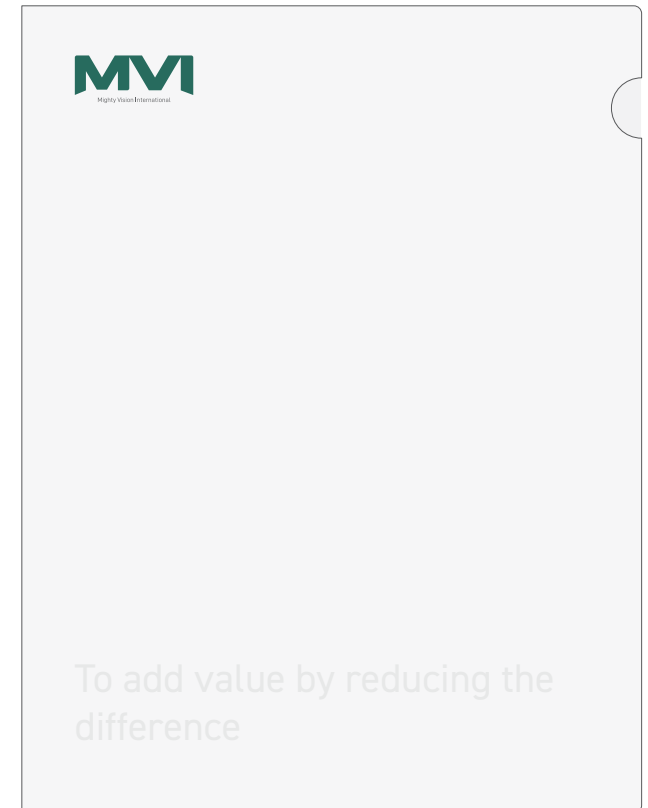 MVI
Mighty Vision International
To add value by reducing the
difference